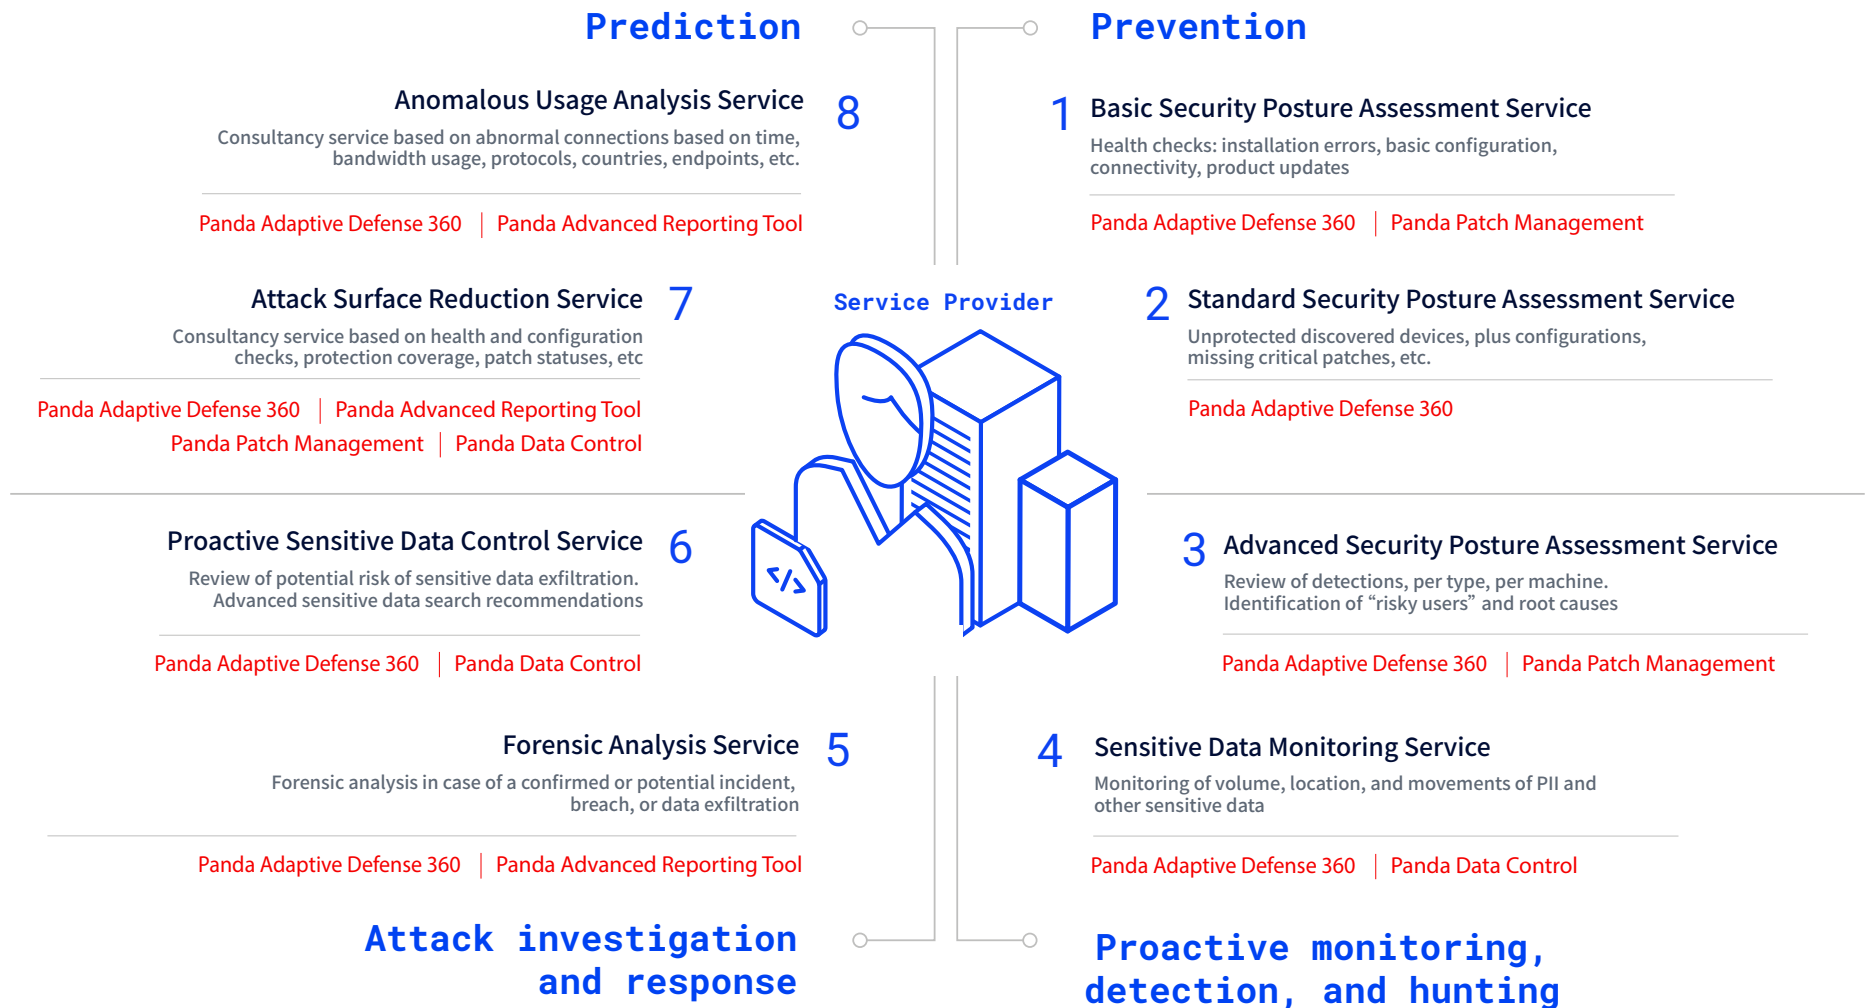 Prediction
Anomalous Usage Analysis Service
8
Consultancy service based on abnormal connections based on time,
bandwidth usage, protocols, countries, endpoints, etc.
Panda Adaptive Defense 360 | Panda Advanced Reporting Tool
Attack Surface Reduction Service
7
Consultancy service based on health and configuration
checks, protection coverage, patch statuses, etc
Panda Adaptive Defense 360 | Panda Advanced Reporting Tool
Panda Patch Management | Panda Data Control
Prevention
1
Basic Security Posture Assessment Service
Health checks: installation errors, basic configuration,
connectivity, product updates
Panda Adaptive Defense 360 | Panda Patch Management
2
Standard Security Posture Assessment Service
Unprotected discovered devices, plus configurations,
missing critical patches, etc.
Panda Adaptive Defense 360
Service Provider
</>
Proactive Sensitive Data Control Service
6
Review of potential risk of sensitive data exfiltration.
Advanced sensitive data search recommendations
Panda Adaptive Defense 360 | Panda Data Control
Forensic Analysis Service
5
Forensic analysis in case of a confirmed or potential incident,
breach, or data exfiltration
Panda Adaptive Defense 360 | Panda Advanced Reporting Tool
Attack investigation
and response
3
Advanced Security Posture Assessment Service
Review of detections, per type, per machine.
Identification of “risky users” and root causes
Panda Adaptive Defense 360 | Panda Patch Management
4
Sensitive Data Monitoring Service
Monitoring of volume, location, and movements of PII and
other sensitive data
Panda Adaptive Defense 360 | Panda Data Control
Proactive monitoring,
detection, and hunting